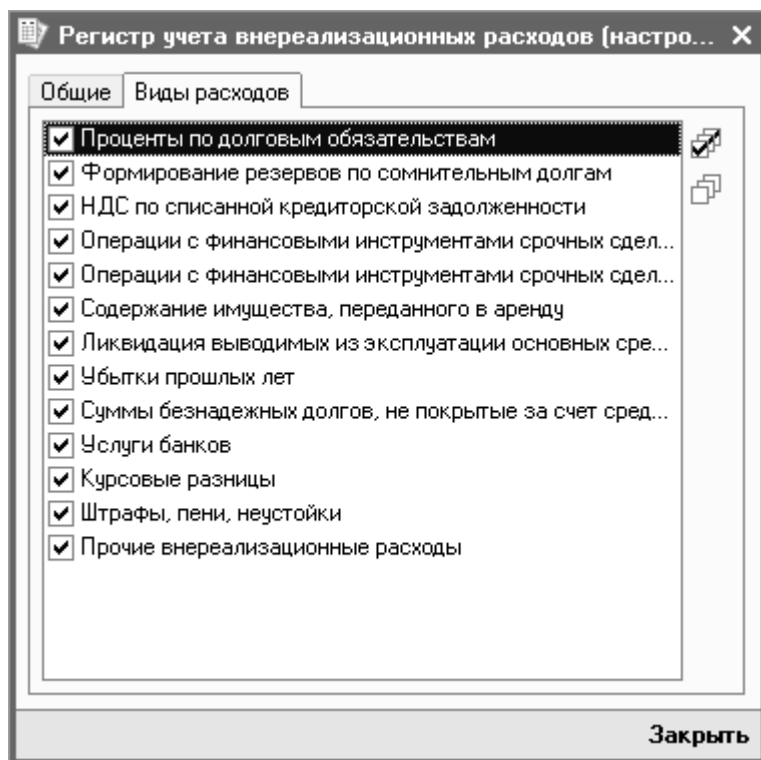 Регистр учета внереализационных расходов (настро...
Общие
Виды расходов
Проценты по долговым обязательствам
Формирование резервов по сомнительным долгам
НДС по списанной кредиторской задолженности
Операции с финансовыми инструментами срочных сдел...
Операции с финансовыми инструментами срочных сдел...
Содержание имущества, переданного в аренду
Ликвидация выводимых из эксплуатации основных сре...
Убытки прошлых лет
Суммы безнадежных долгов, не покрытые за счет сред...
Услуги банков
Курсовые разницы
Штрафы, пени, неустойки
Прочие внереализационные расходы
Закрыть